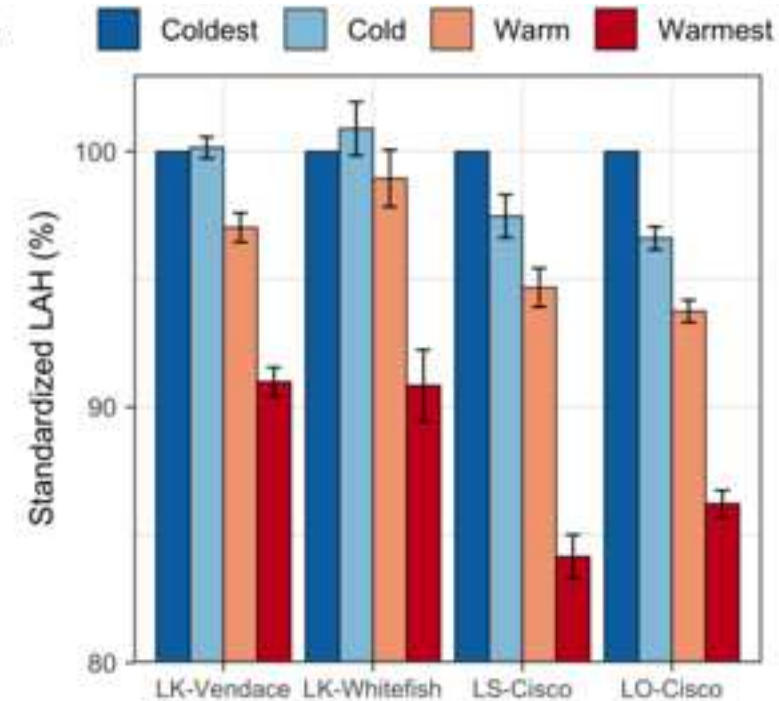 Coldest Cold Warm Warmest
Standardized LAH (%)
100
90
80
LK-Vendace LK-Whitefish LS-Cisco LO-Cisco